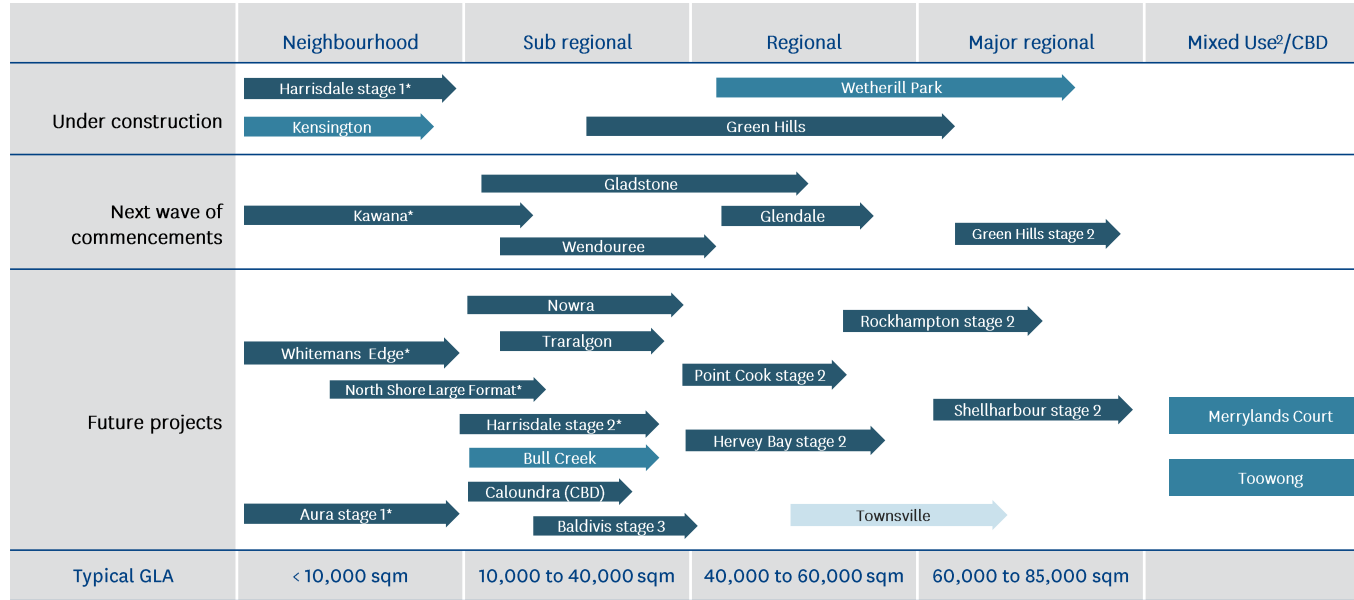 Neighbourhood
Sub regional
Regional
Major regional
Mixed Use²/CBD
Under construction
Harrisdale stage 1*
Wetherill Park
Kensington
Green Hills
Next wave of
commencements
Gladstone
Kawana*
Glendale
Green Hills stage 2
Wendouree
Future projects
Nowra
Rockhampton stage 2
Traralgon
Whitemans Edge*
Point Cook stage 2
North Shore Large Format*
Shellharbour stage 2
Merrylands Court
Harrisdale stage 2*
Hervey Bay stage 2
Bull Creek
Toowong
Caloundra (CBD)
Aura stage 1*
Townsville
Baldivis stage 3
Typical GLA
< 10,000 sqm
10,000 to 40,000 sqm
40,000 to 60,000 sqm
60,000 to 85,000 sqm